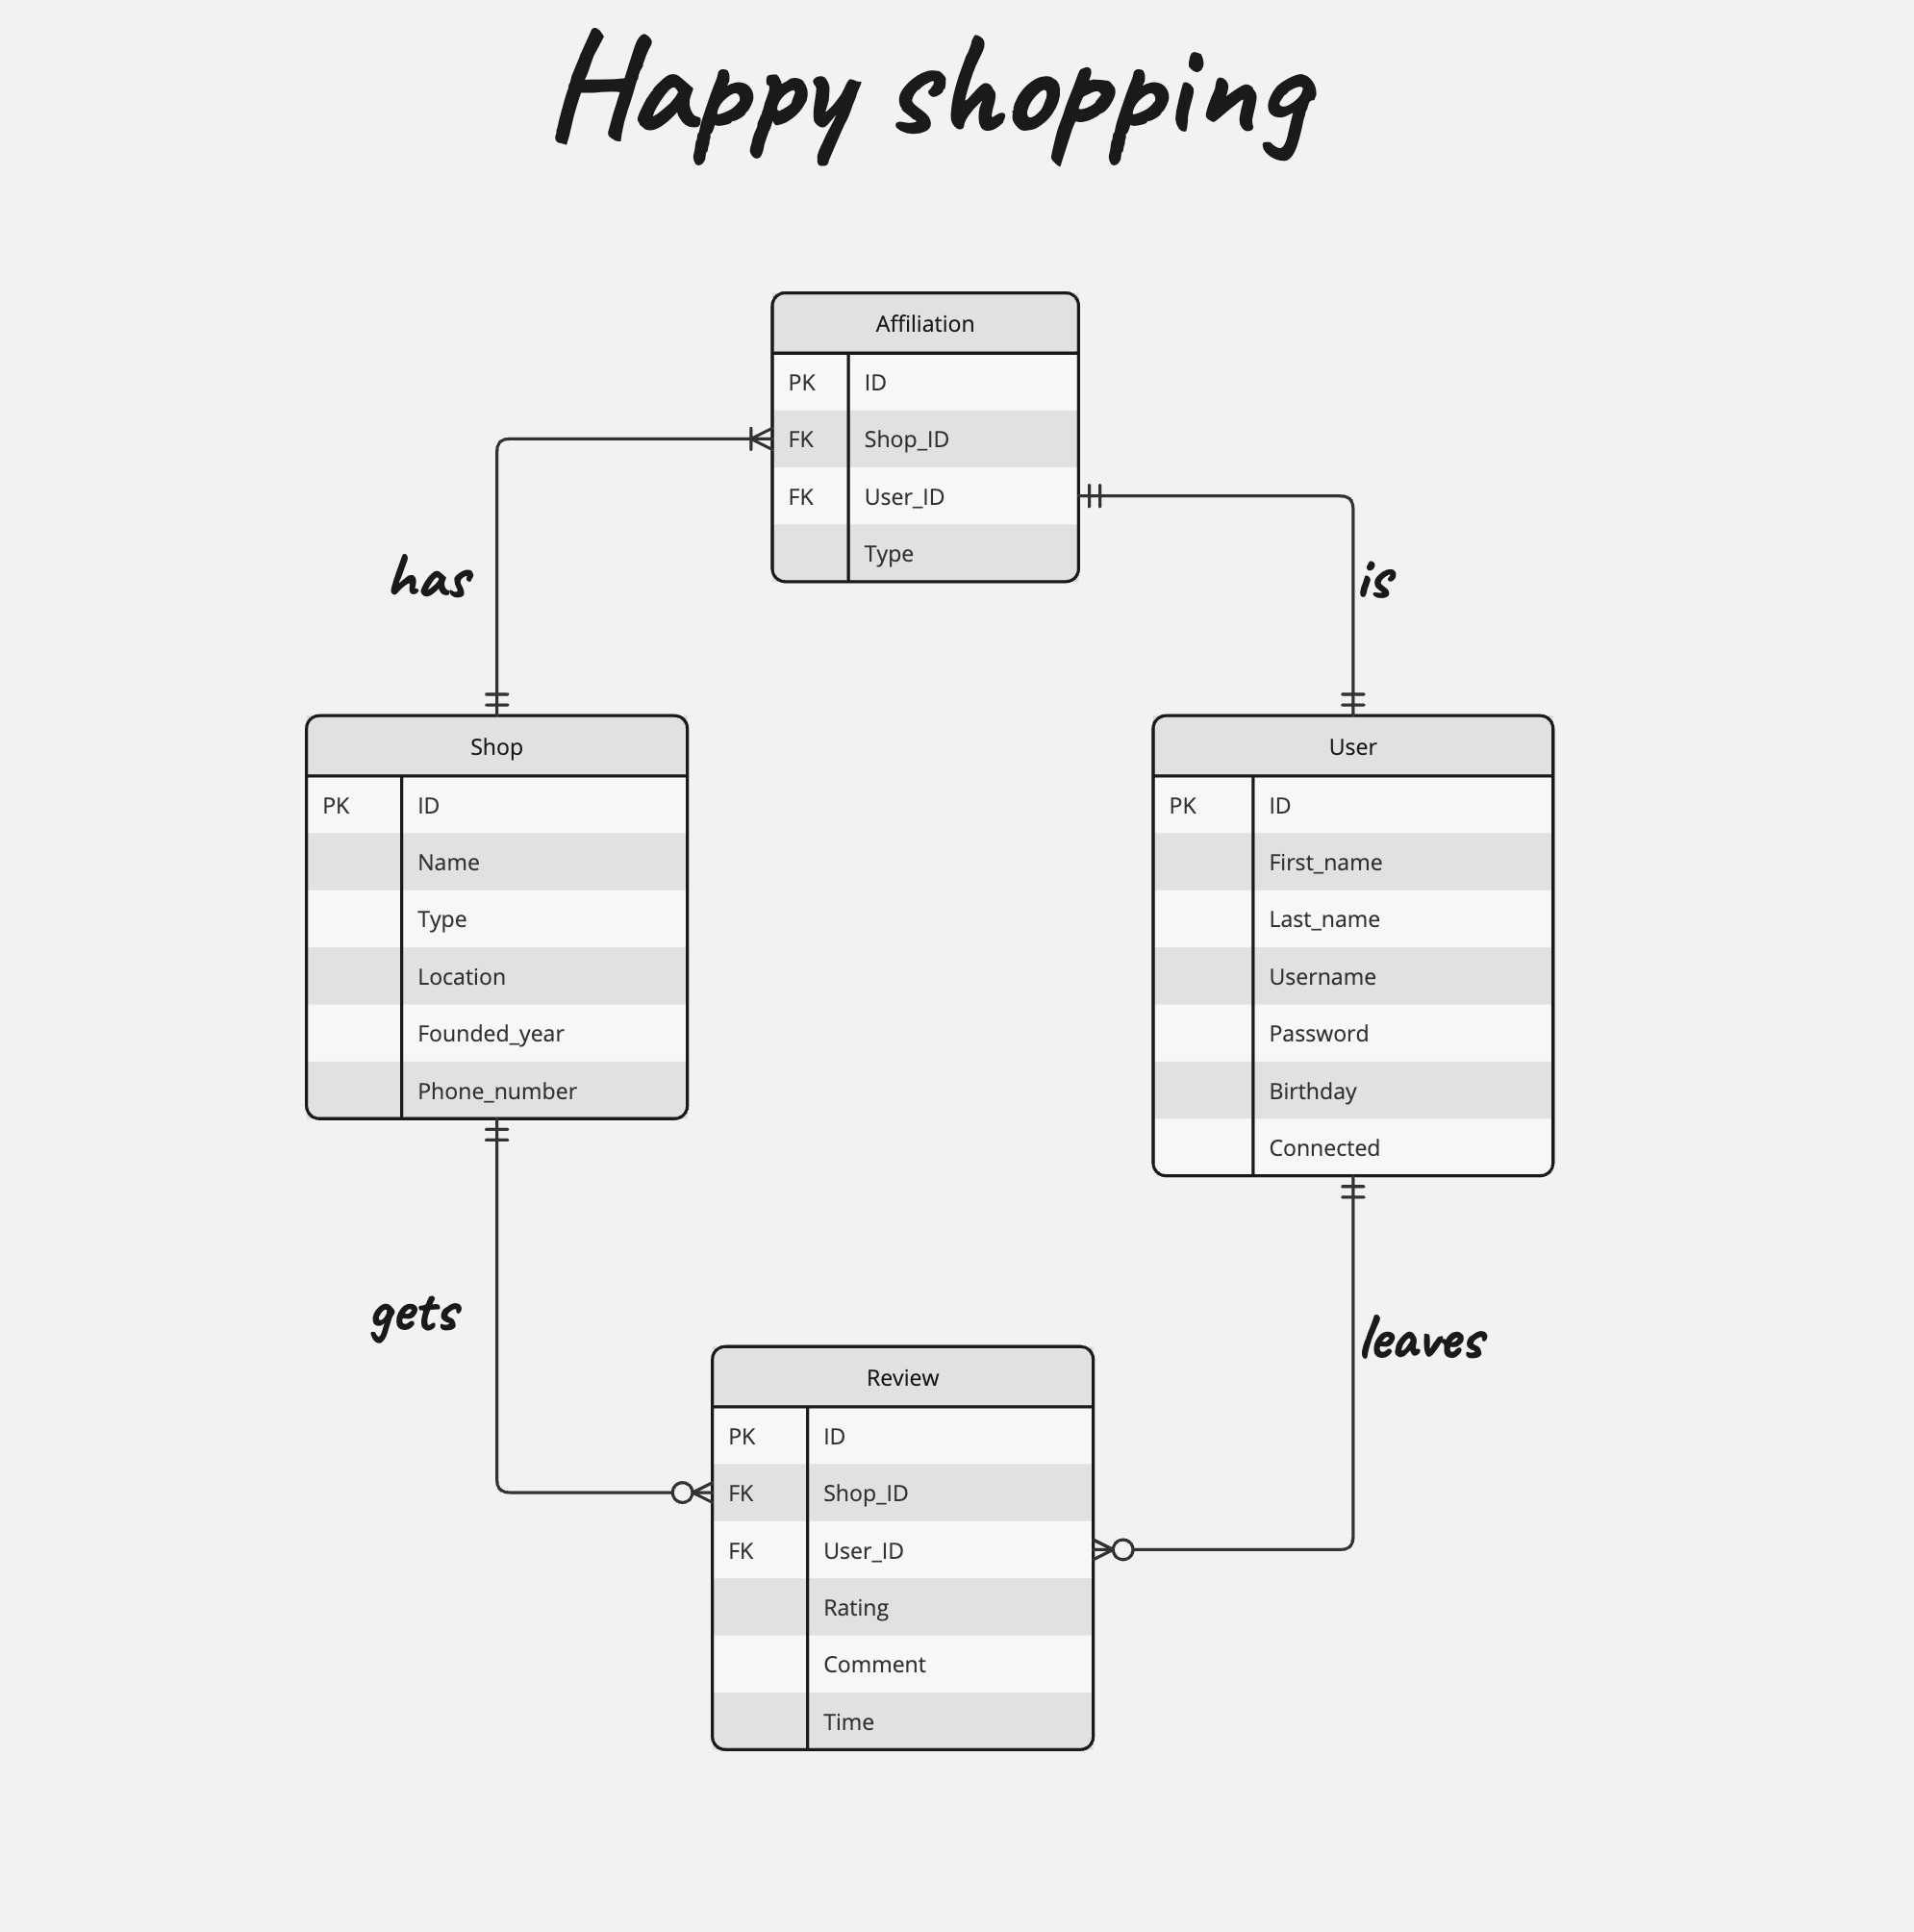 Happy shopping
Affiliation
PK ID
FK Shop_ID
FK User_ID
Type
has
is
Shop
PK ID
Name
Type
Location
Founded_year
Phone_number
User
PK ID
First_name
Last_name
Username
Password
Birthday
Connected
gets
leaves
Review
PK ID
FK Shop_ID
FK User_ID
Rating
Comment
Time